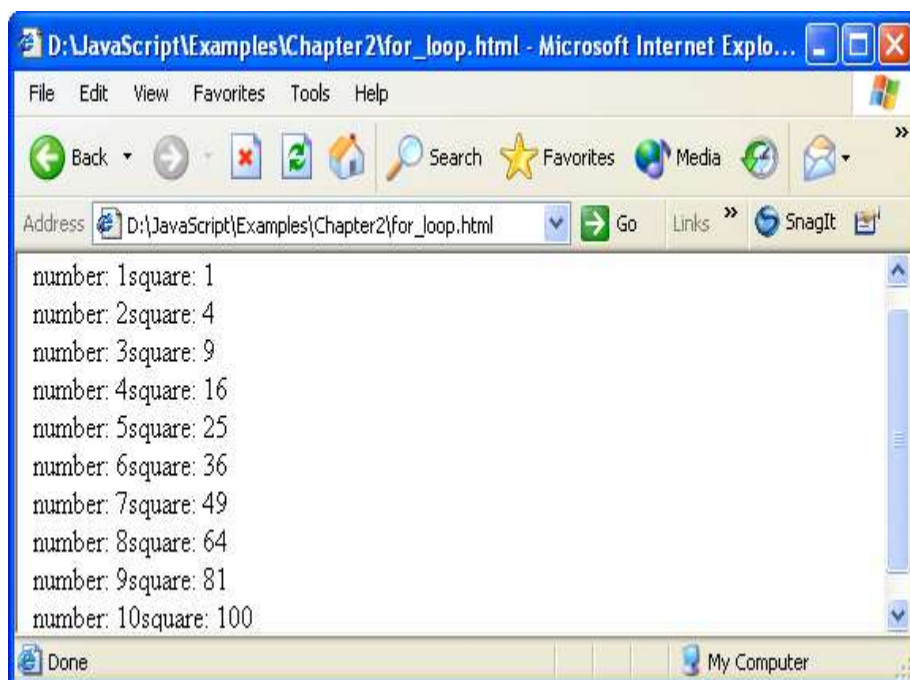 D:\JavaScript\Examples\Chapter2\for_loop.html - Microsoft Internet Explo...
File Edit View Favorites Tools Help
Back Search Favorites Media »
Address D:\JavaScript\Examples\Chapter2\for_loop.html Go Links » SnagIt
number: 1square: 1
number: 2square: 4
number: 3square: 9
number: 4square: 16
number: 5square: 25
number: 6square: 36
number: 7square: 49
number: 8square: 64
number: 9square: 81
number: 10square: 100
Done My Computer